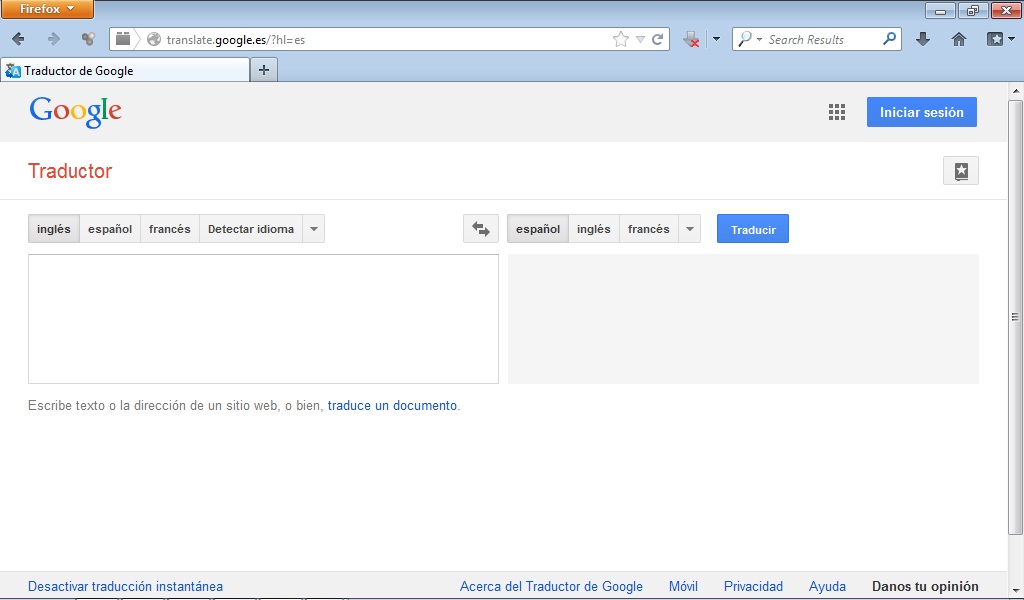 Firefox
translate.google.es/?hl=es
Search Results
Traductor de Google
Google
Iniciar sesión
Traductor
inglés español francés Detectar idioma español inglés francés Traducir
Escribe texto o la dirección de un sitio web, o bien, traduce un documento.
Desactivar traducción instantánea Acerca del Traductor de Google Móvil Privacidad Ayuda Danos tu opinión